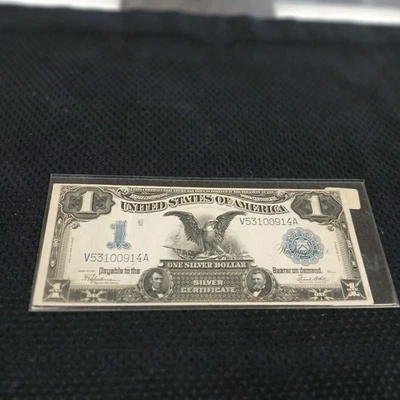 1 UNITED STATES OF AMERICA 1
V53100914A
1
V53100914A
Payable to the Bearer on demand.
ONE SILVER DOLLAR
SILVER
CERTIFICATE.